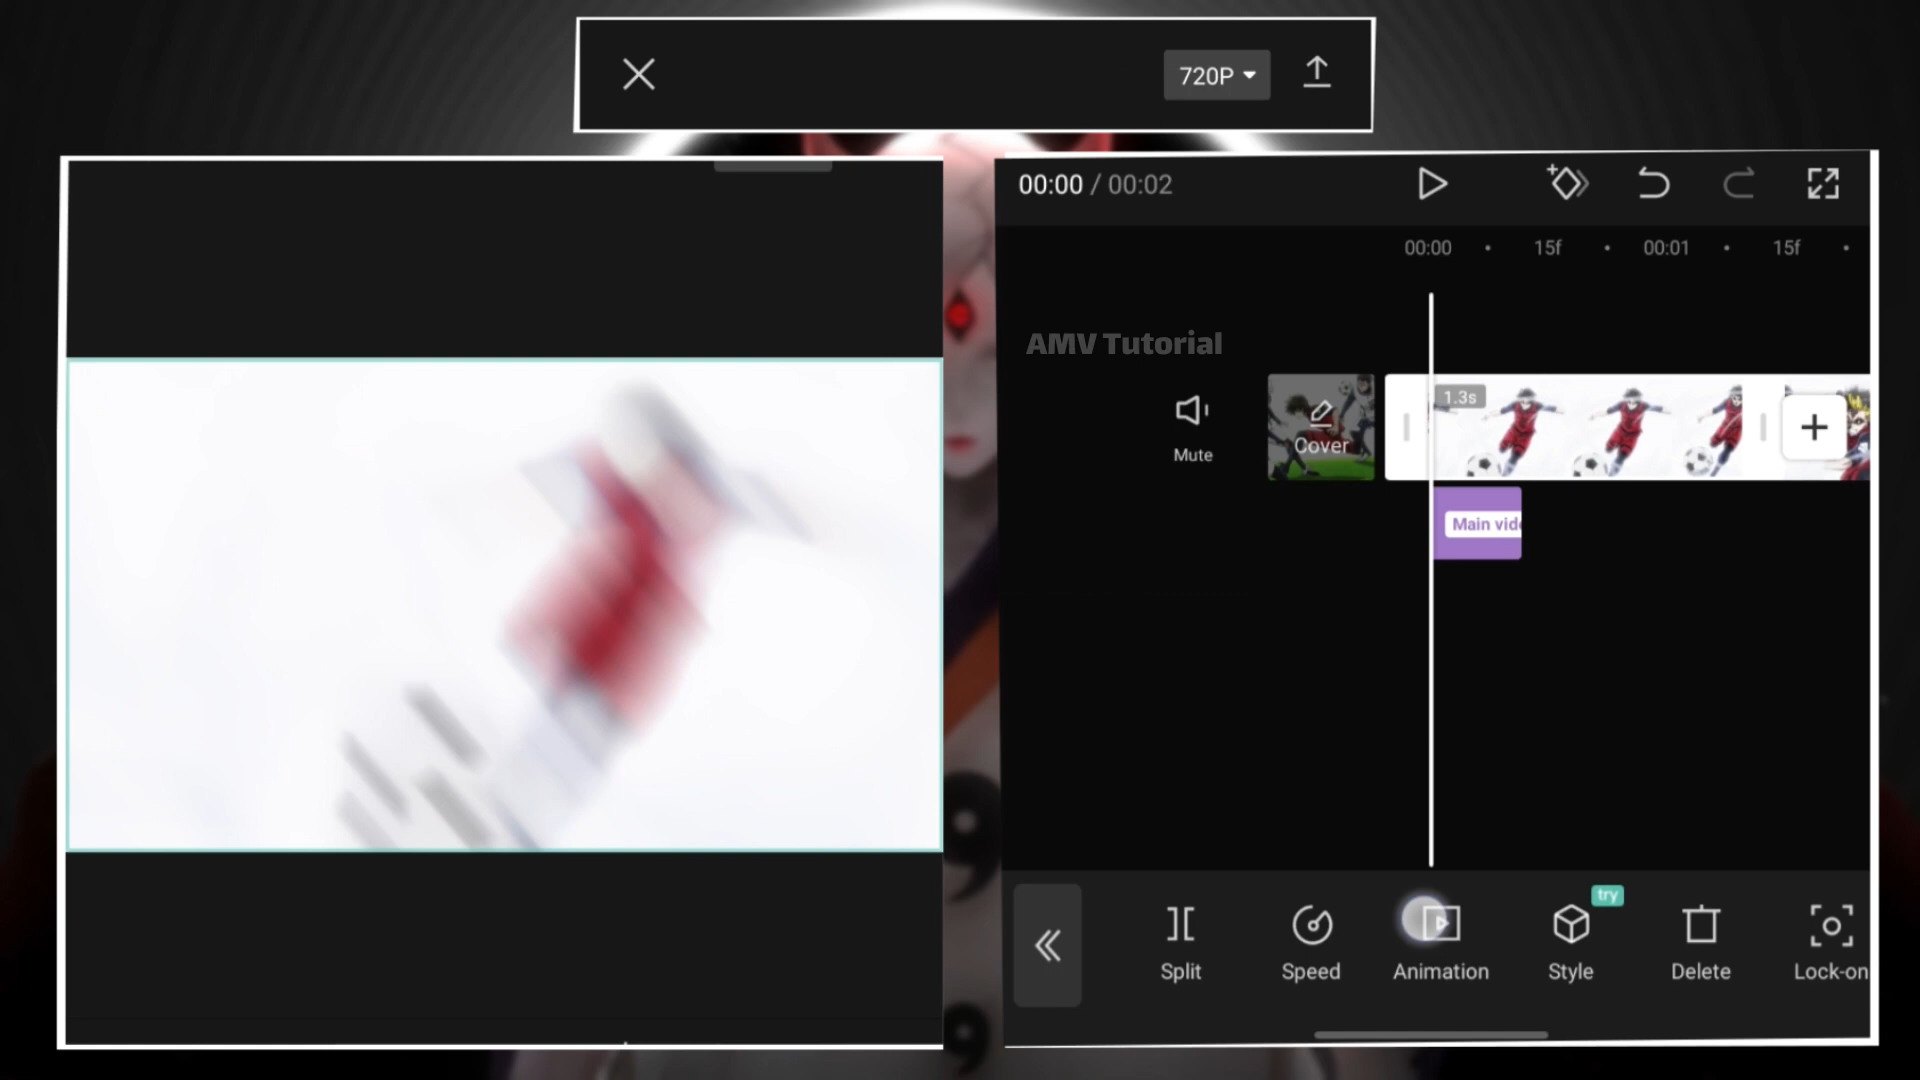 720P
00:00 / 00:02
00:00 15f 00:01 15f
AMV Tutorial
1.3s
Cover
Mute
Main vid
try
Split Speed Animation Style Delete Lock-on